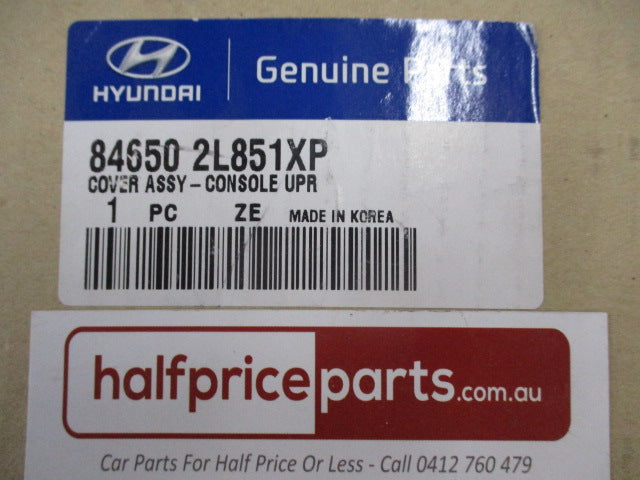 HYUNDAI
Genuine Parts
84650 2L851XP
COVER ASSY-CONSOLE UPR
1 PC ZE MADE IN KOREA
halfpriceparts.com.au
Car Parts For Half Price Or Less - Call 0412 760 479